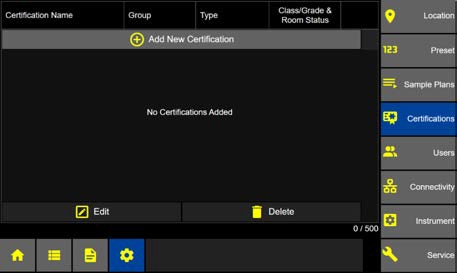 Certification Name Group Type Class/Grade &
Room Status
Add New Certification
No Certifications Added
Edit Delete
0 / 500
Location
123 Preset
Sample Plans
Certifications
Users
Connectivity
Instrument
Service